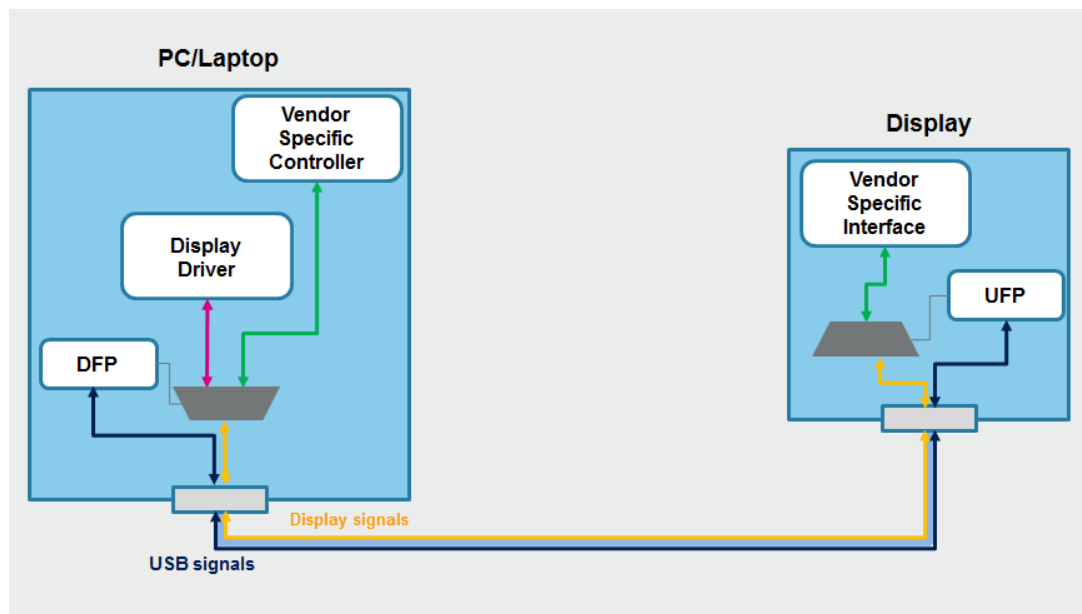 PC/Laptop
Vendor
Specific
Controller
Display
Driver
DFP
Display
Vendor
Specific
Interface
UFP
Display signals
USB signals